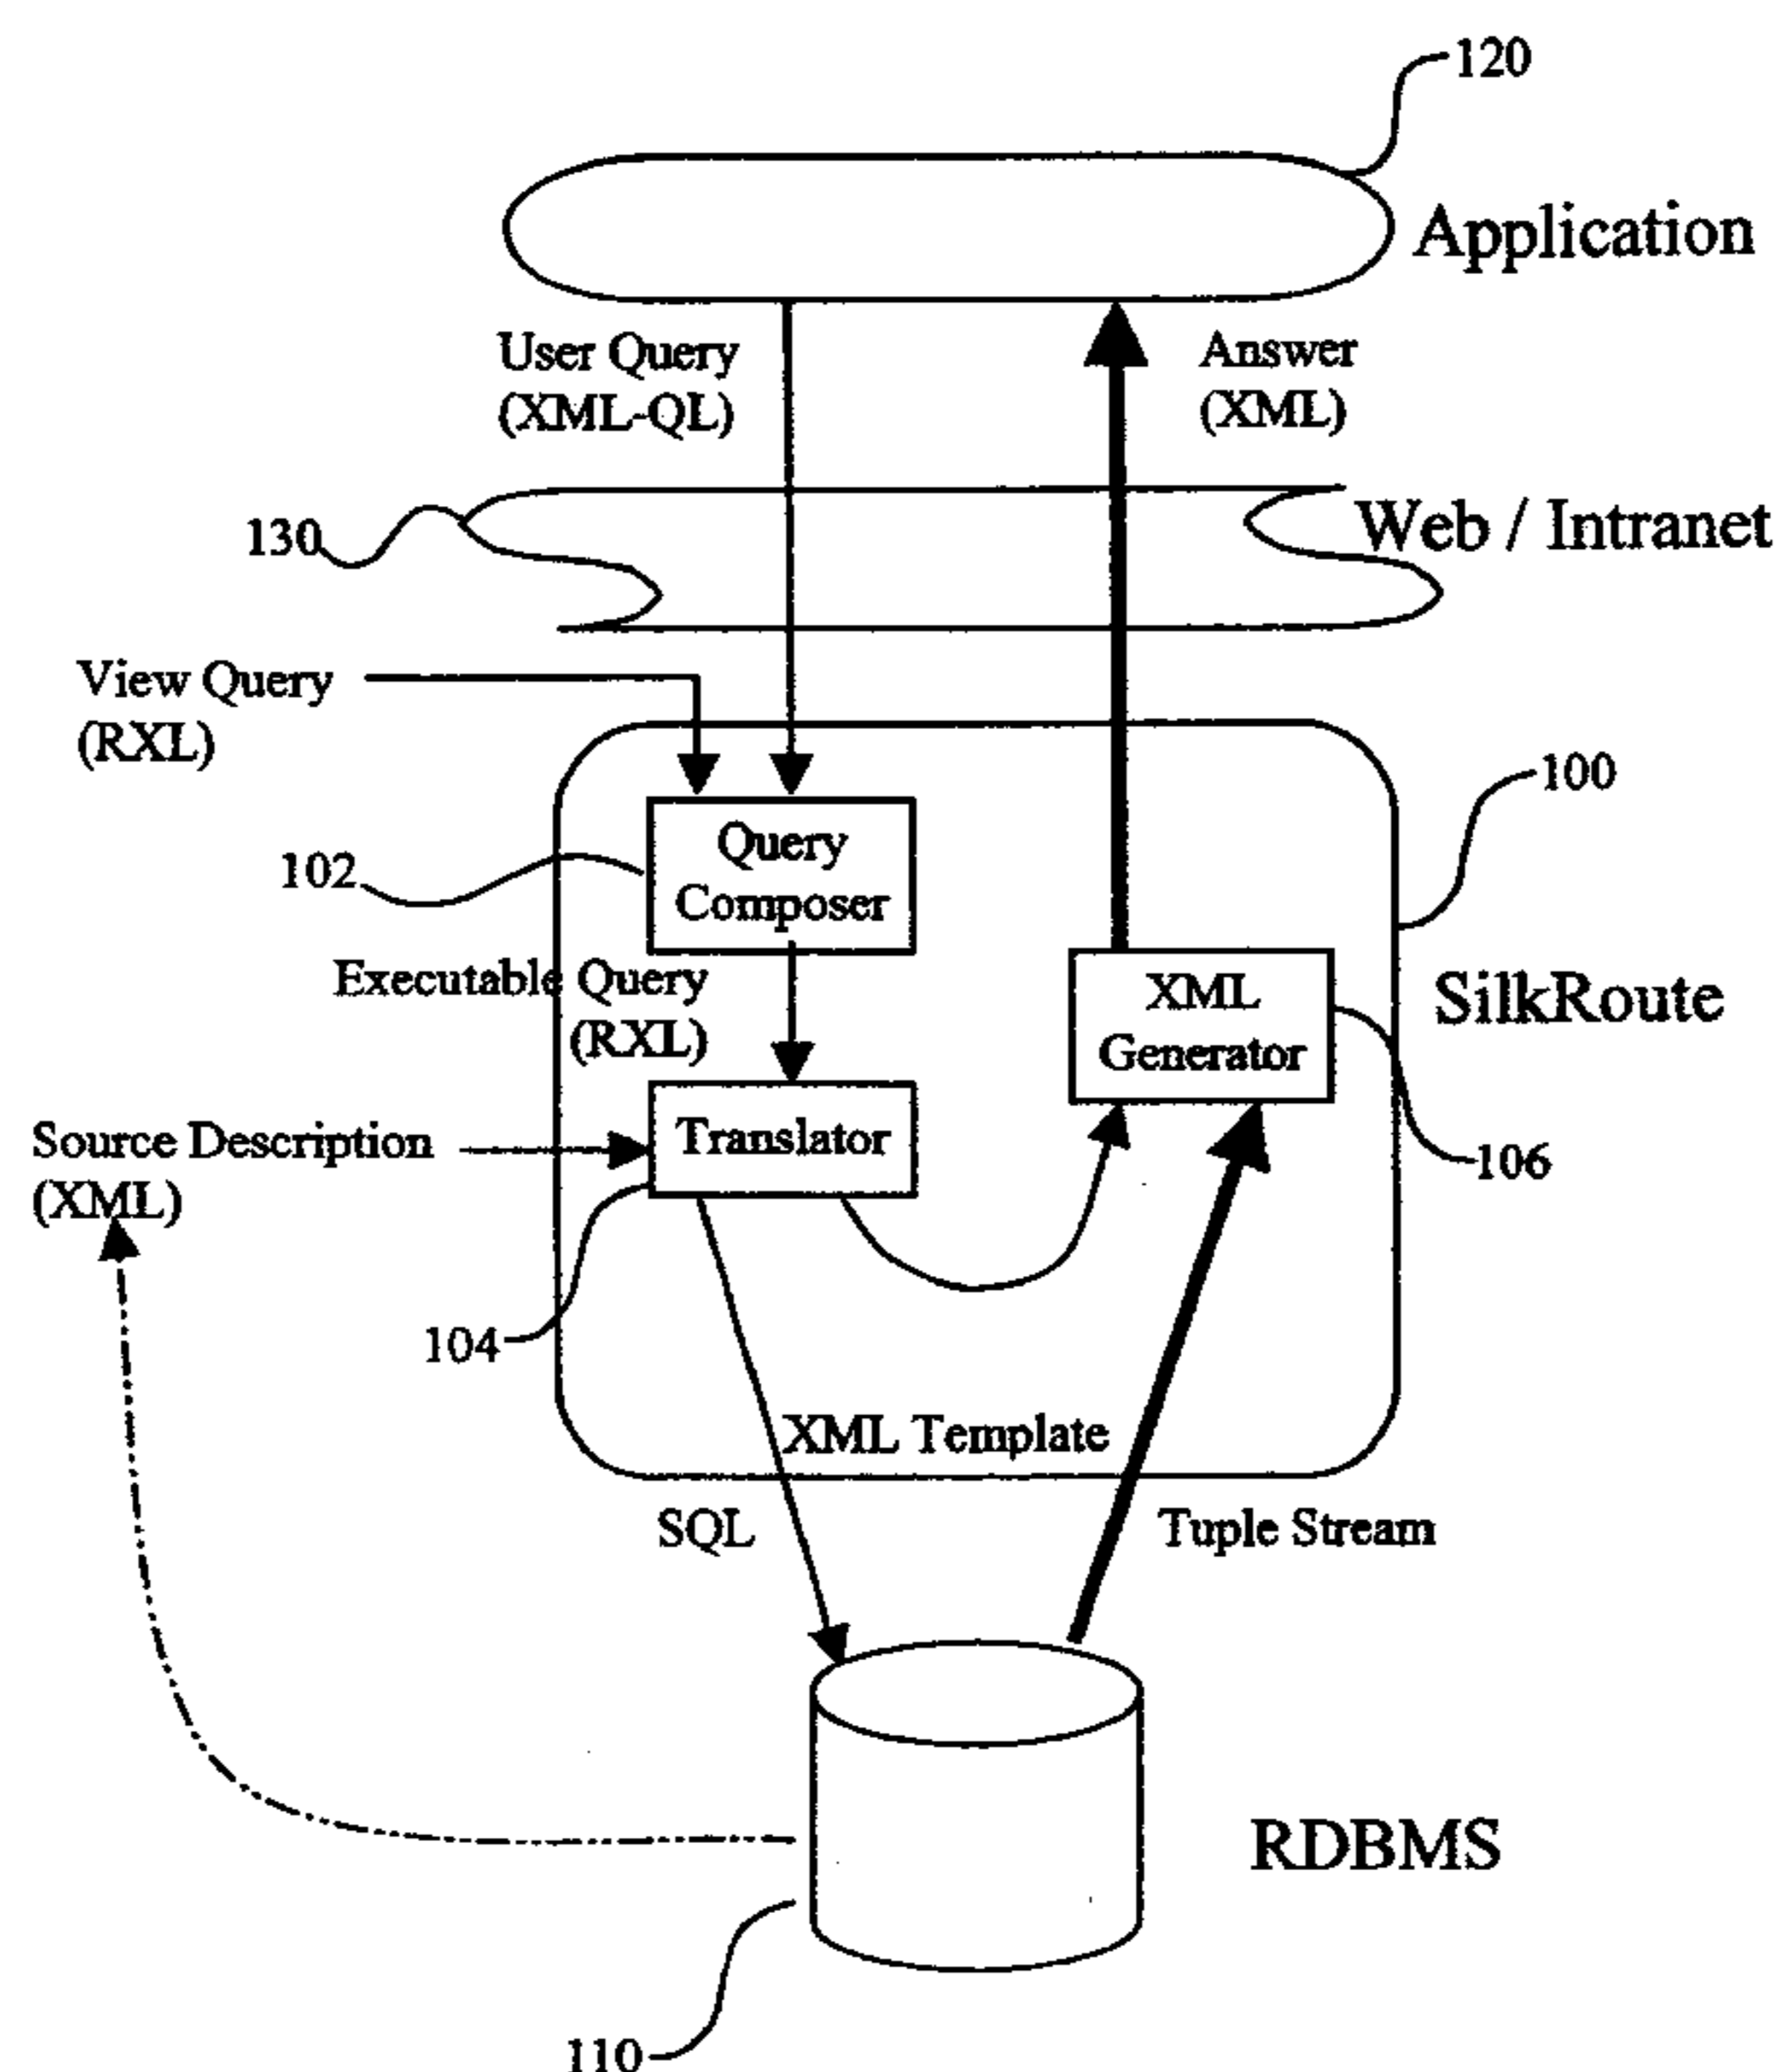 120
Application
User Query
(XML-QL)
Answer
(XML)
130
Web / Intranet
View Query
(RXL)
100
Query
Composer
102
Executable Query
(RXL)
XML
Generator
SilkRoute
Source Description
(XML)
Translator
106
104
XML Template
SQL
Tuple Stream
RDBMS
110